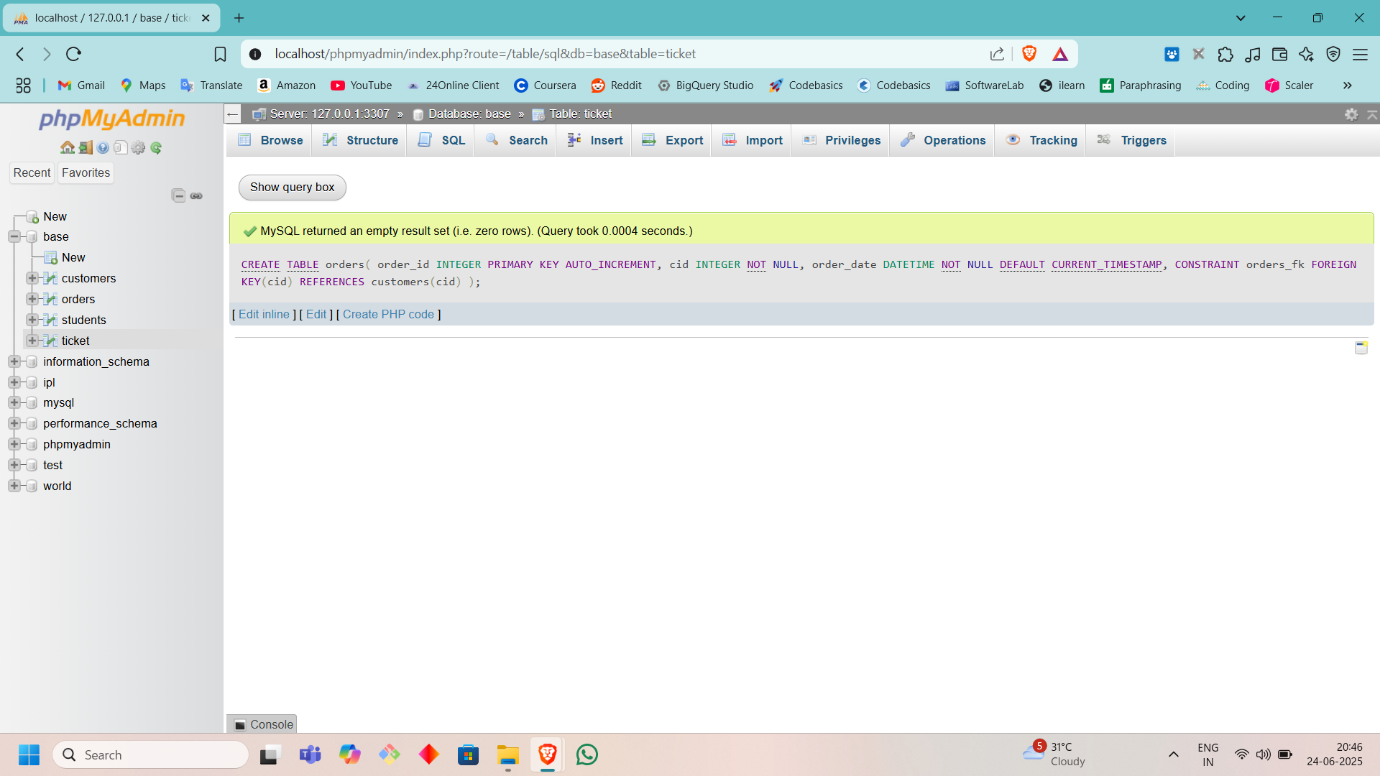 localhost / 127.0.0.1 / base / tick
localhost/phpmyadmin/index.php?route=/table/sql&db=base&table=ticket
Gmail Maps Translate Amazon YouTube 24Online Client Coursera Reddit BigQuery Studio Codebasics Codebasics SoftwareLab ilearn Paraphrasing Coding Scaler »
phpMyAdmin
Recent Favorites
New
base
New
customers
orders
students
ticket
information_schema
ipl
mysql
performance_schema
phpmyadmin
test
world
Server: 127.0.0.1:3307 » Database: base » Table: ticket
Browse Structure SQL Search Insert Export Import Privileges Operations Tracking Triggers
Show query box
MySQL returned an empty result set (i.e. zero rows). (Query took 0.0004 seconds.)
CREATE TABLE orders( order_id INTEGER PRIMARY KEY AUTO_INCREMENT, cid INTEGER NOT NULL, order_date DATETIME NOT NULL DEFAULT CURRENT_TIMESTAMP, CONSTRAINT orders_fk FOREIGN
KEY(cid) REFERENCES customers(cid) );
[ Edit inline ] [ Edit ] [ Create PHP code ]
Console
Search
5
31°C
Cloudy
ENG
IN
20:46
24-06-2025